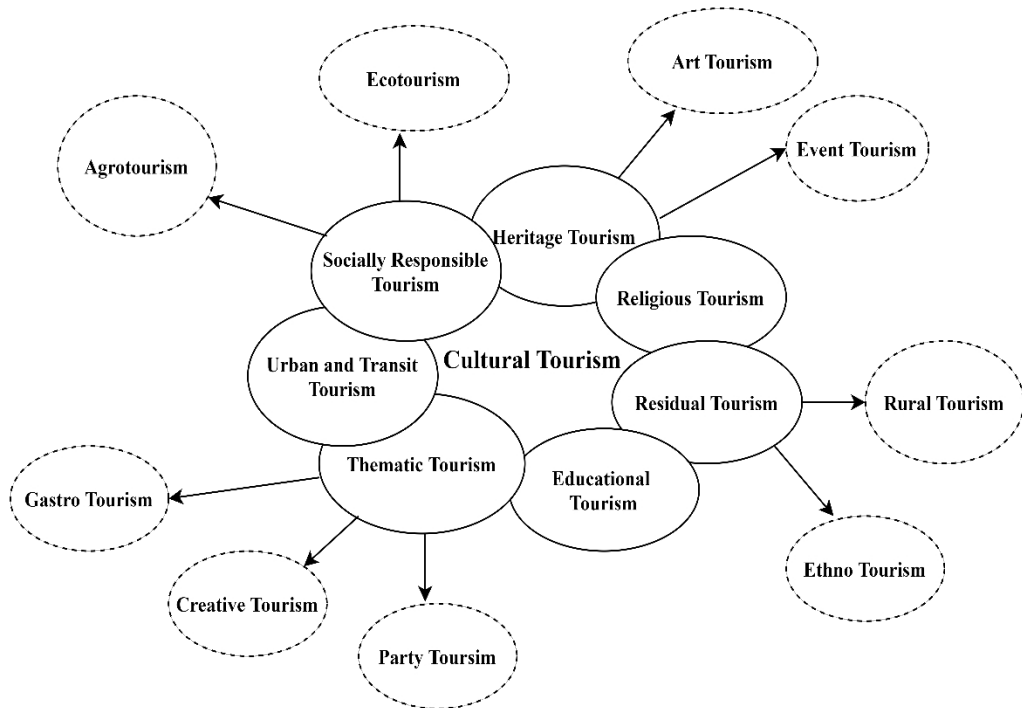 Art Tourism
Ecotourism
Event Tourism
Agrotourism
Heritage Tourism
Socially Responsible
Tourism
Religious Tourism
Cultural Tourism
Urban and Transit
Tourism
Residual Tourism
Rural Tourism
Thematic Tourism
Educational
Tourism
Gastro Tourism
Ethno Tourism
Creative Tourism
Party Toursim